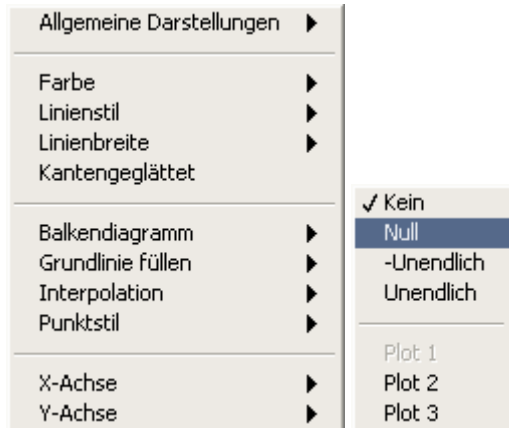 Allgemeine Darstellungen
Farbe
Linienstil
Linienbreite
Kantengeglättet
Balkendiagramm
Grundlinie füllen
Interpolation
Punktstil
X-Achse
Y-Achse
Kein
Null
-Unendlich
Unendlich
Plot 1
Plot 2
Plot 3